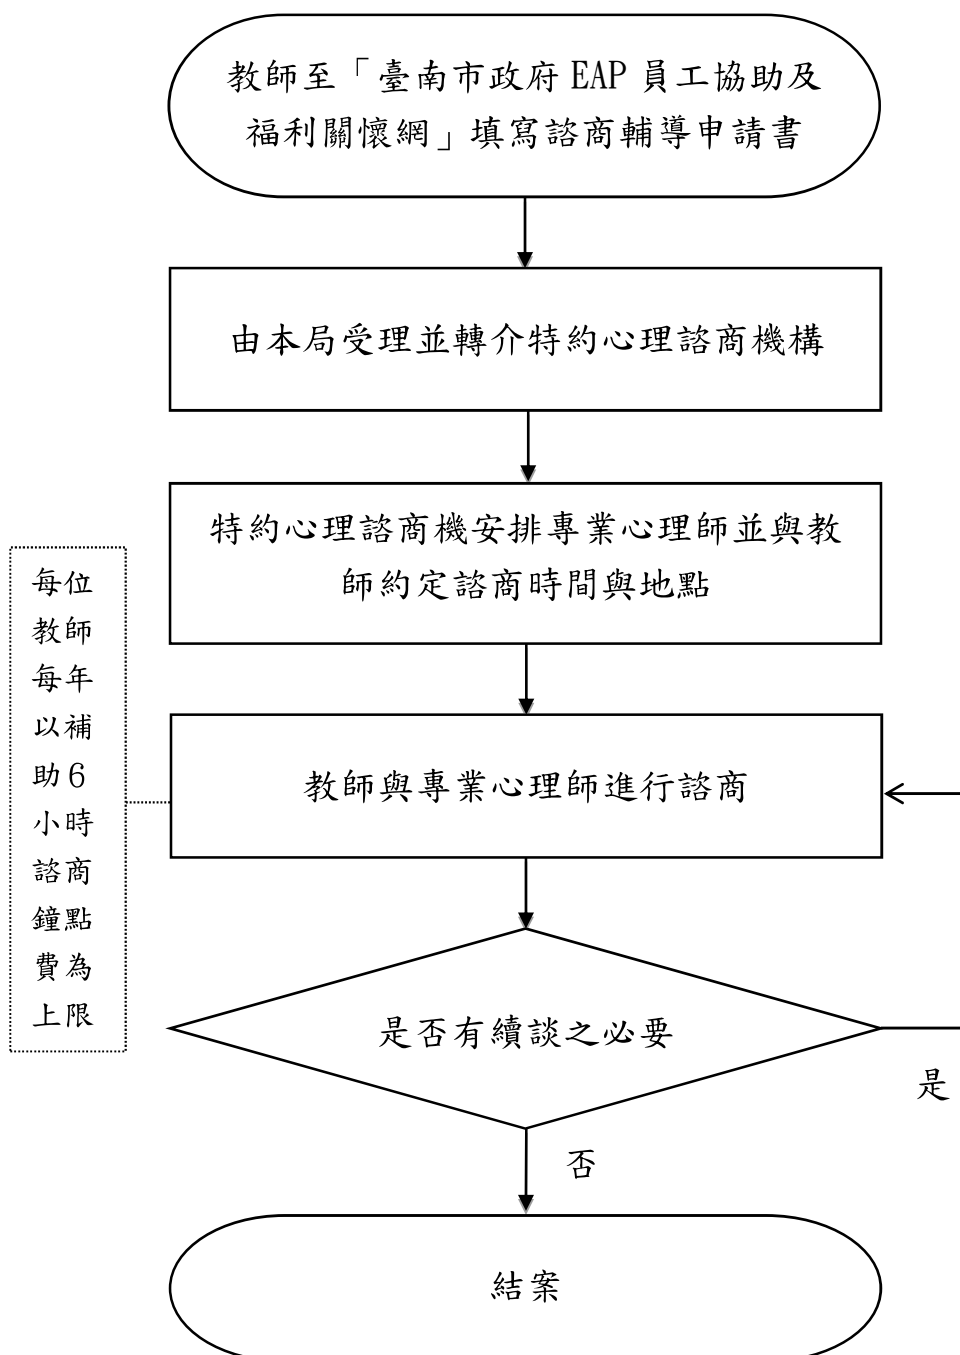 教師至「臺南市政府 EAP 員工協助及
福利關懷網」填寫諮商輔導申請書
由本局受理並轉介特約心理諮商機構
特約心理諮商機安排專業心理師並與教
師約定諮商時間與地點
每位
教師
每年
以補
助6
小時
諮商
鐘點
費為
上限
教師與專業心理師進行諮商
是否有續談之必要
是
否
結案